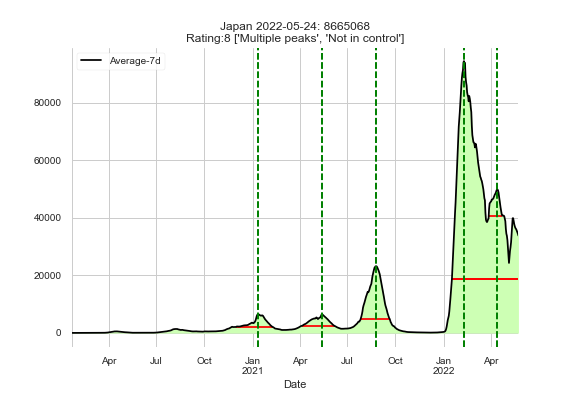 Japan 2022-05-24: 8665068
Rating:8 ['Multiple peaks', 'Not in control']
Average-7d
80000
60000
40000
20000
0
Apr Jul Oct Jan Apr Jul Oct Jan Apr
2021 2022
Date